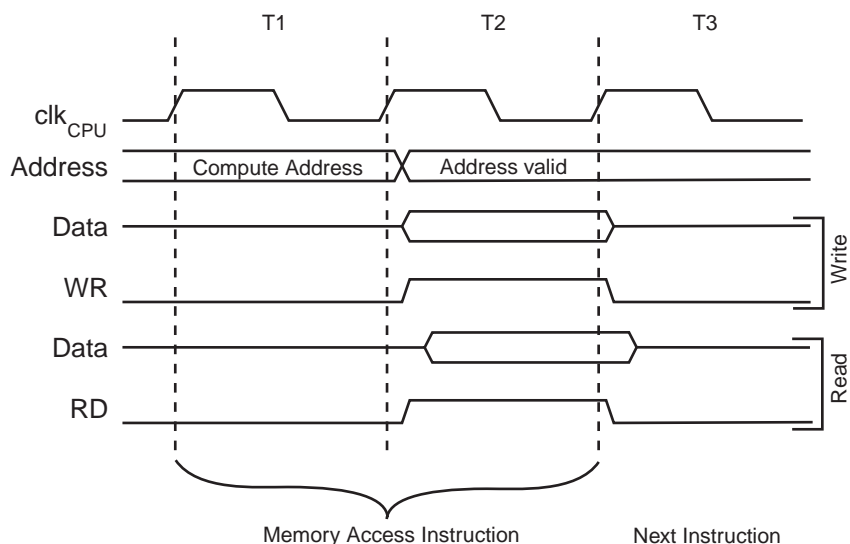 T1 T2 T3
clkCPU
Address Compute Address Address valid
Data
WR
Write
Data
RD
Read
Memory Access Instruction Next Instruction